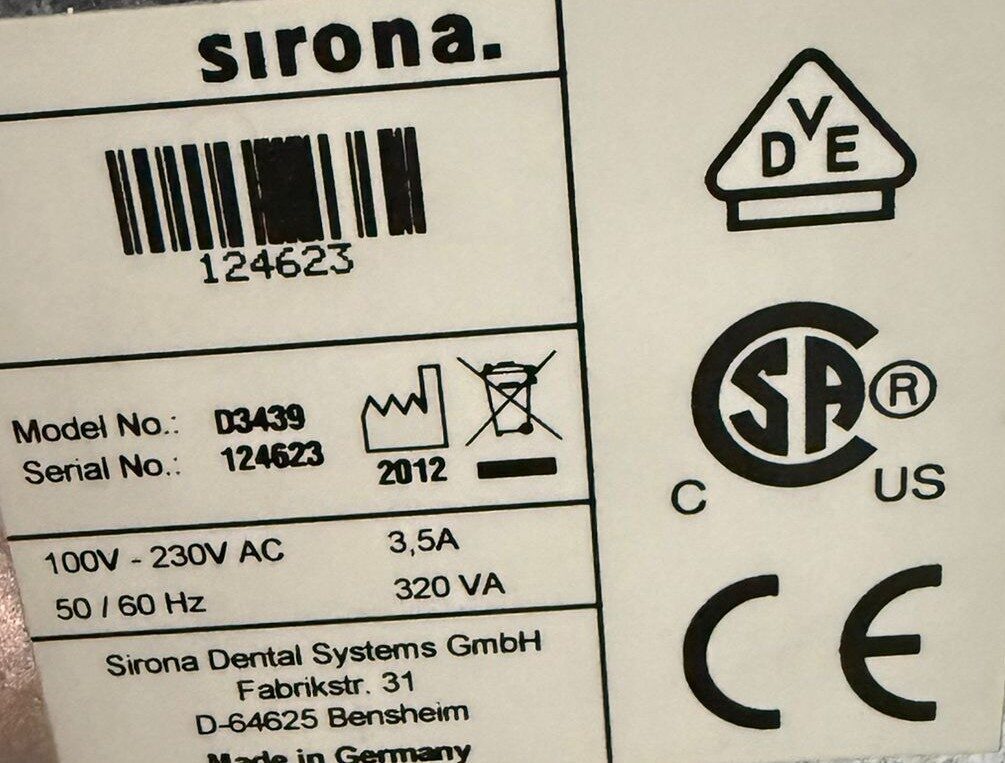 sirona.
124623
Model No.: D3439
Serial No.: 124623
2012
100V - 230V AC 3,5A
50 / 60 Hz 320 VA
Sirona Dental Systems GmbH
Fabrikstr. 31
D-64625 Bensheim
Made in Germany
DVE
CSA ®
C US
CE